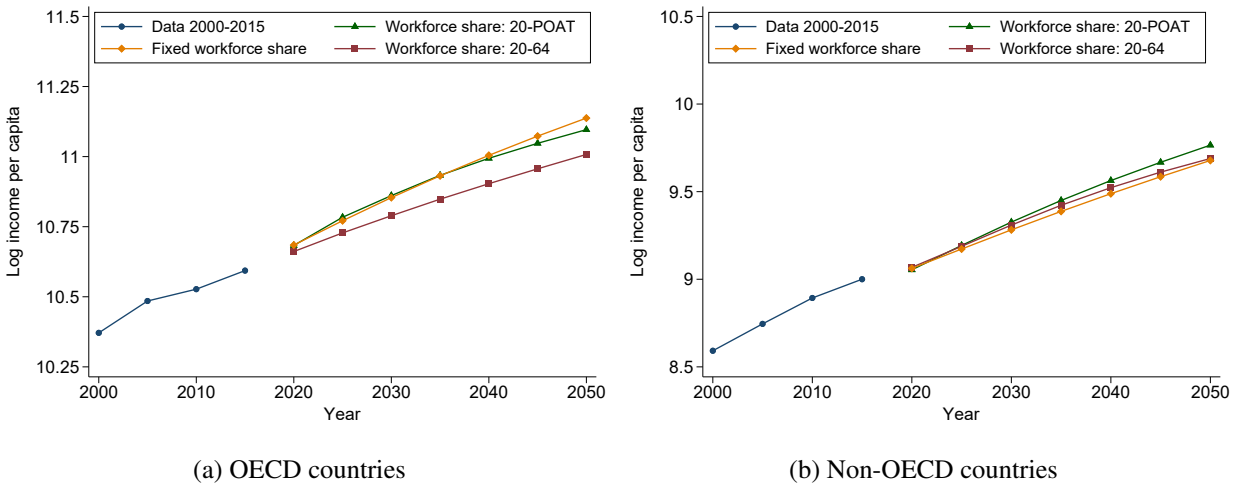 Data 2000-2015
Workforce share: 20-POAT
Fixed workforce share
Workforce share: 20-64
Log income per capita
11.5
11.25
11
10.75
10.5
10.25
2000
2010
2020
2030
2040
2050
Year
(a) OECD countries
Data 2000-2015
Workforce share: 20-POAT
Fixed workforce share
Workforce share: 20-64
Log income per capita
10.5
10
9.5
9
8.5
2000
2010
2020
2030
2040
2050
Year
(b) Non-OECD countries